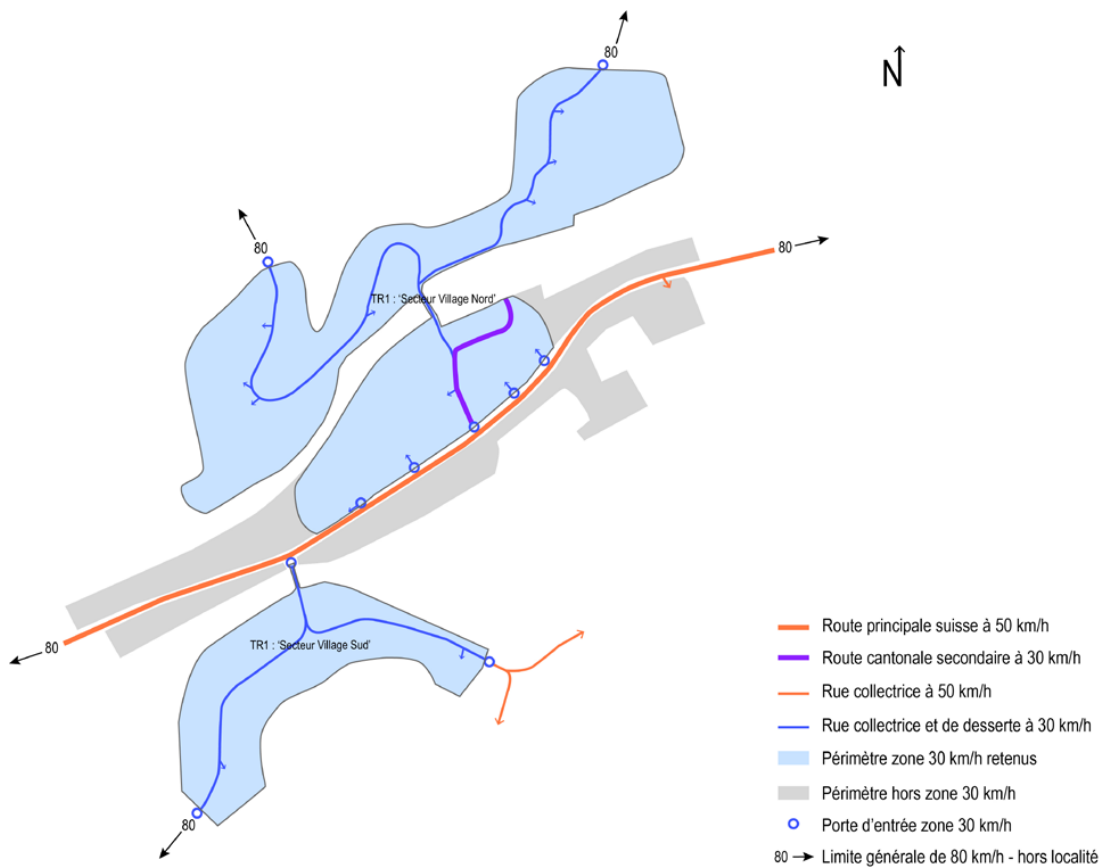 80
N
80
80
TR1 : 'Secteur Village Nord'
TR1 : 'Secteur Village Sud'
80
80
Route principale suisse à 50 km/h
Route cantonale secondaire à 30 km/h
Rue collectrice à 50 km/h
Rue collectrice et de desserte à 30 km/h
Périmètre zone 30 km/h retenus
Périmètre hors zone 30 km/h
Porte d'entrée zone 30 km/h
80 → Limite générale de 80 km/h - hors localité